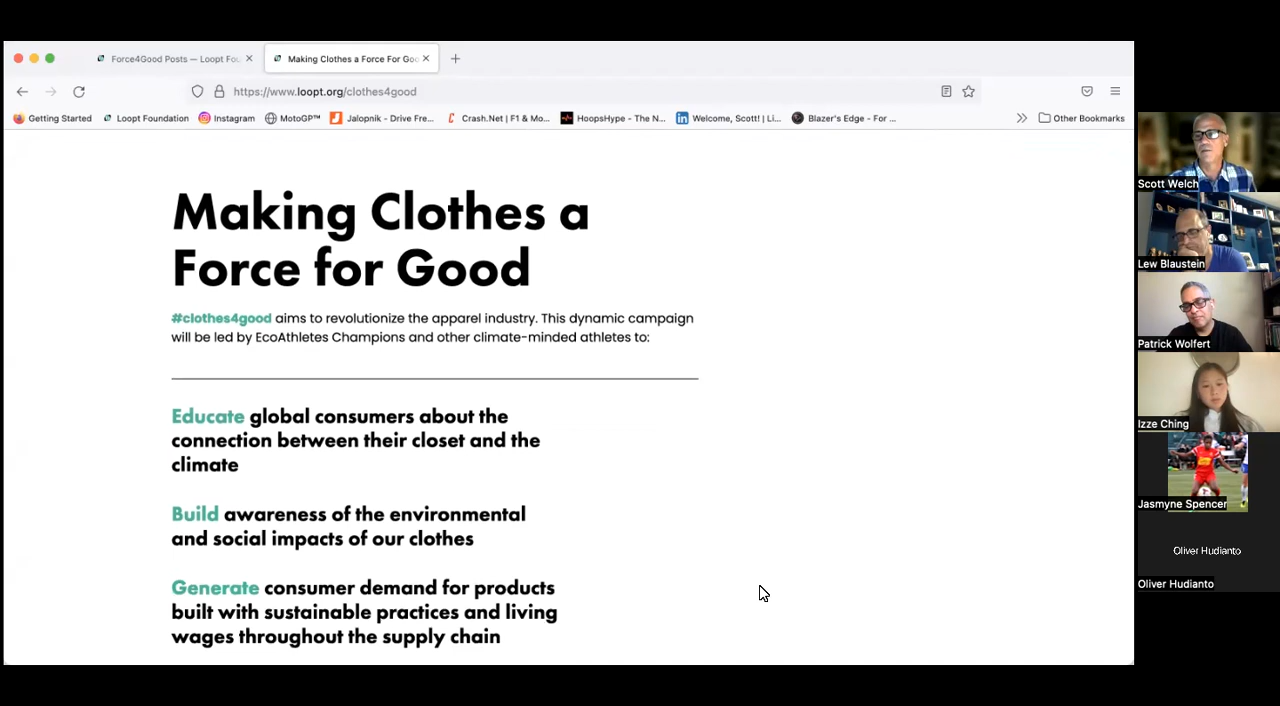 Force4Good Posts — Loopt Fou
Making Clothes a Force For Goo
https://www.loopt.org/clothes4good
Getting Started
Loopt Foundation
Instagram
MotoGP™
Jalopnik - Drive Fre...
Crash.Net | F1 & Mo...
HoopsHype - The N...
Welcome, Scott! | Li...
Blazer's Edge - For ...
Other Bookmarks
Making Clothes a
Force for Good
#clothes4good aims to revolutionize the apparel industry. This dynamic campaign
will be led by EcoAthletes Champions and other climate-minded athletes to:
Educate global consumers about the
connection between their closet and the
climate
Build awareness of the environmental
and social impacts of our clothes
Generate consumer demand for products
built with sustainable practices and living
wages throughout the supply chain
Scott Welch
Lew Blaustein
Patrick Wolfert
Izze Ching
Jasmyne Spencer
Oliver Hudianto
Oliver Hudianto